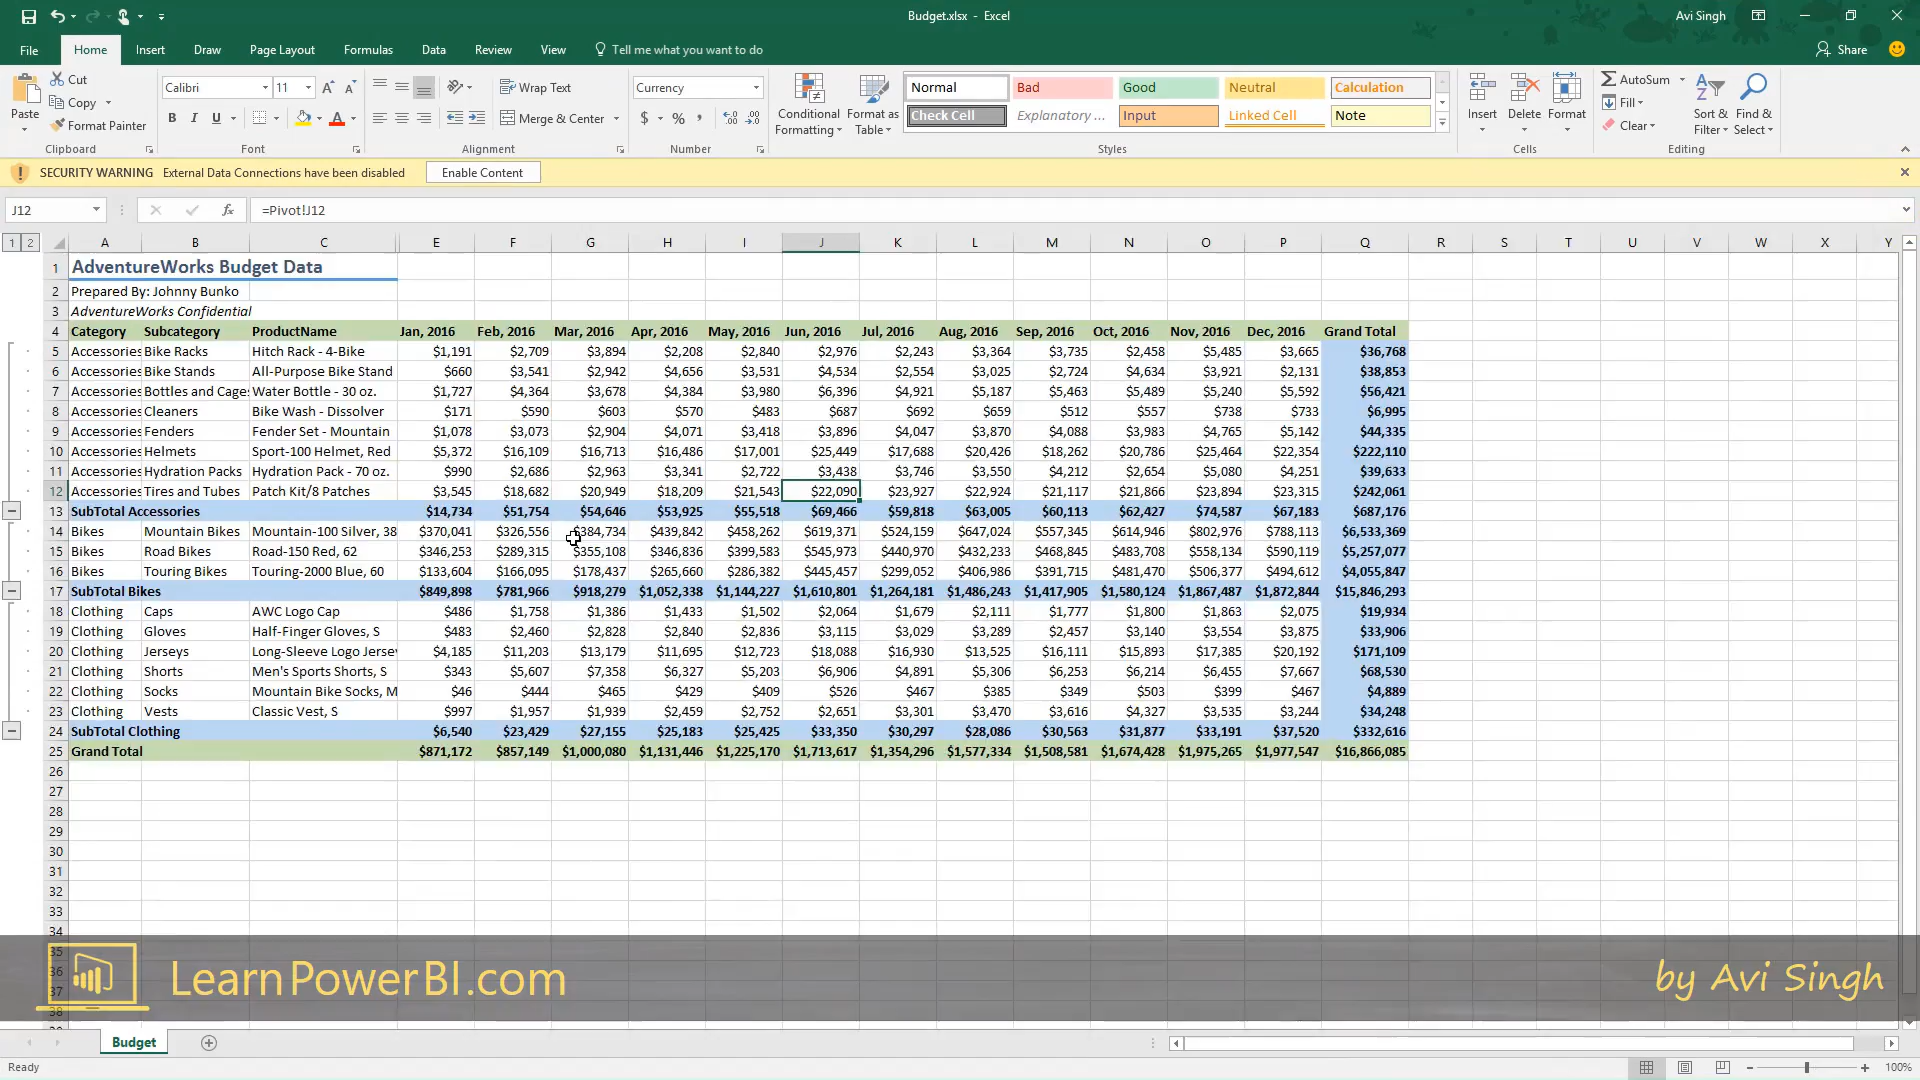 Budget.xlsx - Excel
Avi Singh
File Home Insert Draw Page Layout Formulas Data Review View Tell me what you want to do Share
Cut
Copy
Format Painter
Paste
Clipboard
Calibri 11
B I U A
Font
Wrap Text
Merge & Center
Alignment
Currency
$ % ,
Number
Conditional Formatting
Format as Table
Normal Bad Good Neutral Calculation
Check Cell Explanatory ... Input Linked Cell Note
Styles
Insert Delete Format
Cells
AutoSum
Fill
Clear
Sort & Filter
Find & Select
Editing
SECURITY WARNING External Data Connections have been disabled Enable Content
J12 fx =Pivot!J12
1 2 A B C E F G H I J K L M N O P Q R S T U V W X Y
1 AdventureWorks Budget Data
2 Prepared By: Johnny Bunko
3 AdventureWorks Confidential
4 Category Subcategory ProductName Jan, 2016 Feb, 2016 Mar, 2016 Apr, 2016 May, 2016 Jun, 2016 Jul, 2016 Aug, 2016 Sep, 2016 Oct, 2016 Nov, 2016 Dec, 2016 Grand Total
5 Accessories Bike Racks Hitch Rack - 4-Bike $1,191 $2,709 $3,894 $2,208 $2,840 $2,976 $2,243 $3,364 $3,735 $2,458 $5,485 $3,665 $36,768
6 Accessories Bike Stands All-Purpose Bike Stand $660 $3,541 $2,942 $4,656 $3,531 $4,534 $2,554 $3,025 $2,724 $4,634 $3,921 $2,131 $38,853
7 Accessories Bottles and Cage Water Bottle - 30 oz. $1,727 $4,364 $3,678 $4,384 $3,980 $6,396 $4,921 $5,187 $5,463 $5,489 $5,240 $5,592 $56,421
8 Accessories Cleaners Bike Wash - Dissolver $171 $590 $603 $570 $483 $687 $692 $659 $512 $557 $738 $733 $6,995
9 Accessories Fenders Fender Set - Mountain $1,078 $3,073 $2,904 $4,071 $3,418 $3,896 $4,047 $3,870 $4,088 $3,983 $4,765 $5,142 $44,335
10 Accessories Helmets Sport-100 Helmet, Red $5,372 $16,109 $16,713 $16,486 $17,001 $25,449 $17,688 $20,426 $18,262 $20,786 $25,464 $22,354 $222,110
11 Accessories Hydration Packs Hydration Pack - 70 oz. $990 $2,686 $2,963 $3,341 $2,722 $3,438 $3,746 $3,550 $4,212 $2,654 $5,080 $4,251 $39,633
12 Accessories Tires and Tubes Patch Kit/8 Patches $3,545 $18,682 $20,949 $18,209 $21,543 $22,090 $23,927 $22,924 $21,117 $21,866 $23,894 $23,315 $242,061
13 SubTotal Accessories $14,734 $51,754 $54,646 $53,925 $55,518 $69,466 $59,818 $63,005 $60,113 $62,427 $74,587 $67,183 $687,176
14 Bikes Mountain Bikes Mountain-100 Silver, 38 $370,041 $326,556 $384,734 $439,842 $458,262 $619,371 $524,159 $647,024 $557,345 $614,946 $802,976 $788,113 $6,533,369
15 Bikes Road Bikes Road-150 Red, 62 $346,253 $289,315 $355,108 $346,836 $399,583 $545,973 $440,970 $432,233 $468,845 $483,708 $558,134 $590,119 $5,257,077
16 Bikes Touring Bikes Touring-2000 Blue, 60 $133,604 $166,095 $178,437 $265,660 $286,382 $445,457 $299,052 $406,986 $391,715 $481,470 $506,377 $494,612 $4,055,847
17 SubTotal Bikes $849,898 $781,966 $918,279 $1,052,338 $1,144,227 $1,610,801 $1,264,181 $1,486,243 $1,417,905 $1,580,124 $1,867,487 $1,872,844 $15,846,293
18 Clothing Caps AWC Logo Cap $486 $1,758 $1,386 $1,433 $1,502 $2,064 $1,679 $2,111 $1,777 $1,800 $1,863 $2,075 $19,934
19 Clothing Gloves Half-Finger Gloves, S $483 $2,460 $2,828 $2,840 $2,836 $3,115 $3,029 $3,289 $2,457 $3,140 $3,554 $3,875 $33,906
20 Clothing Jerseys Long-Sleeve Logo Jersey $4,185 $11,203 $13,179 $11,695 $12,723 $18,088 $16,930 $13,525 $16,111 $15,893 $17,385 $20,192 $171,109
21 Clothing Shorts Men's Sports Shorts, S $343 $5,607 $7,358 $6,327 $5,203 $6,906 $4,891 $5,306 $6,253 $6,214 $6,455 $7,667 $68,530
22 Clothing Socks Mountain Bike Socks, M $46 $444 $465 $429 $409 $526 $467 $385 $349 $503 $399 $467 $4,889
23 Clothing Vests Classic Vest, S $997 $1,957 $1,939 $2,459 $2,752 $2,651 $3,301 $3,470 $3,616 $4,327 $3,535 $3,244 $34,248
24 SubTotal Clothing $6,540 $23,429 $27,155 $25,183 $25,425 $33,350 $30,297 $28,086 $30,563 $31,877 $33,191 $37,520 $332,616
25 Grand Total $871,172 $857,149 $1,000,080 $1,131,446 $1,225,170 $1,713,617 $1,354,296 $1,577,334 $1,508,581 $1,674,428 $1,975,265 $1,977,547 $16,866,085
26
27
28
29
30
31
32
33
34
35
36
37
38
LearnPowerBI.com
by Avi Singh
Budget
Ready
100%